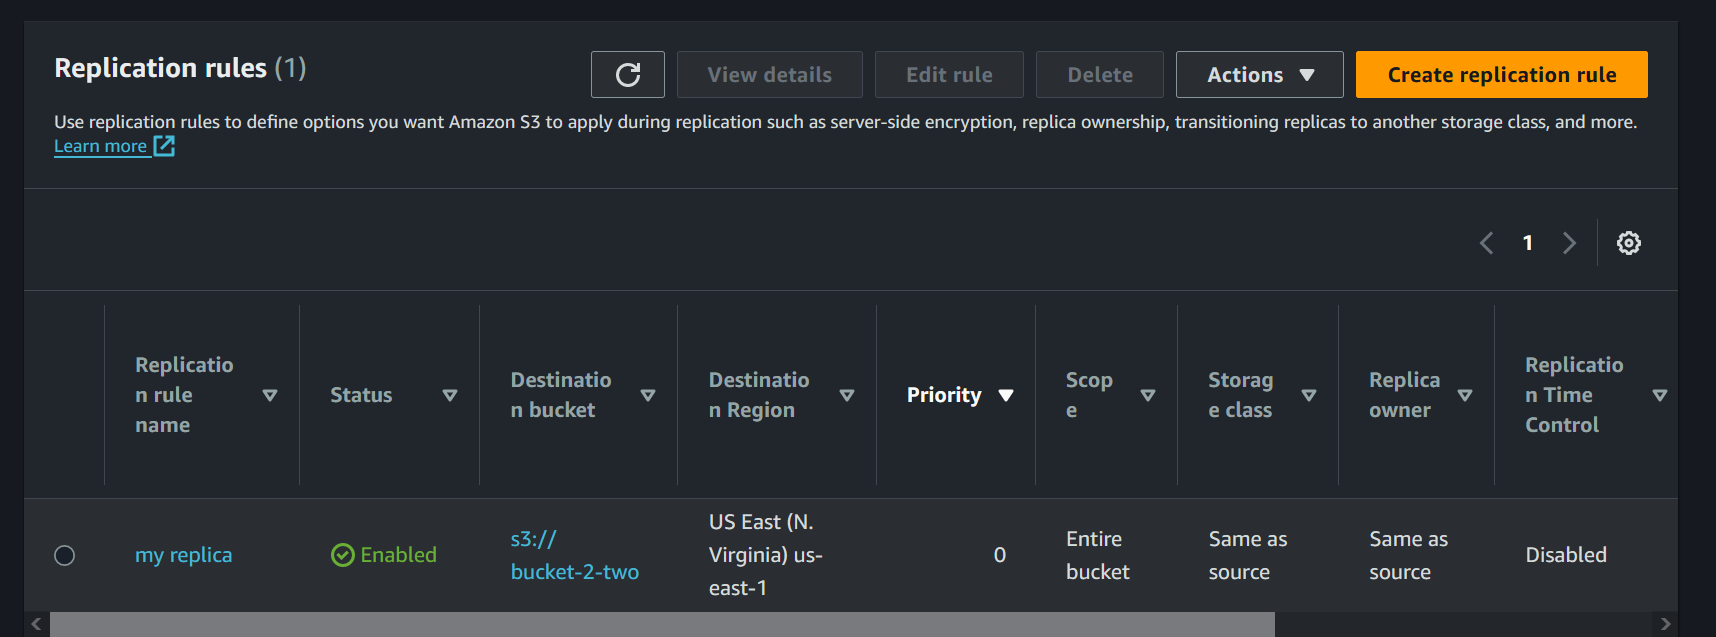 Replication rules (1)
View details
Edit rule
Delete
Actions
Create replication rule
Use replication rules to define options you want Amazon S3 to apply during replication such as server-side encryption, replica ownership, transitioning replicas to another storage class, and more.
Learn more
1
Replicatio
n rule
name
Status
Destinatio
n bucket
Destinatio
n Region
Priority
Scop
e
Storag
e class
Replica
owner
Replicatio
n Time
Control
my replica
Enabled
s3://
bucket-2-two
US East (N.
Virginia) us-
east-1
0
Entire
bucket
Same as
source
Same as
source
Disabled